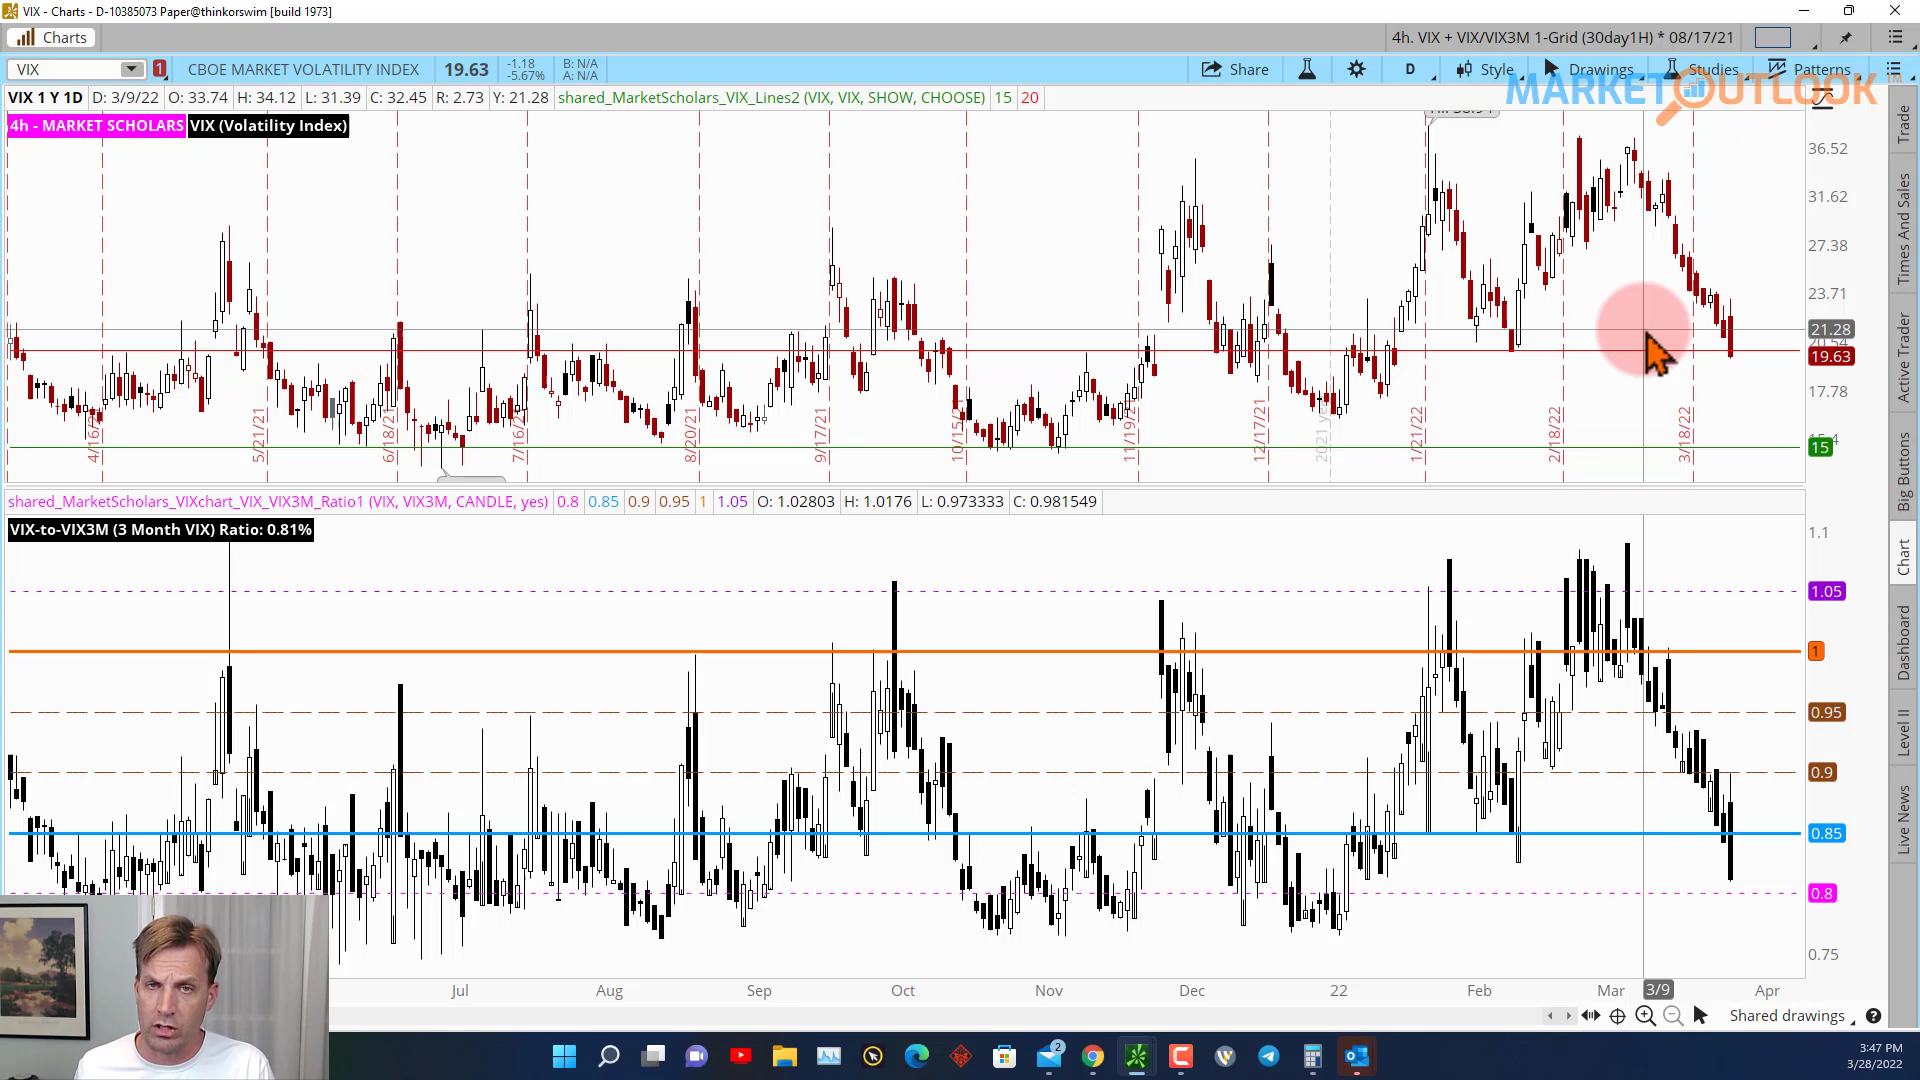 VIX - Charts - D-10385073 Paper@thinkorswim [build 1973]
Charts
4h. VIX + VIX/VIX3M 1-Grid (30day1H) * 08/17/21
VIX 1 CBOE MARKET VOLATILITY INDEX 19.63 -1.18 -5.67% B: N/A A: N/A Share D Style Drawings Studies Patterns
MARKETOUTLOOK
VIX 1 Y 1D D: 3/9/22 O: 33.74 H: 34.12 L: 31.39 C: 32.45 R: 2.73 Y: 21.28 shared_MarketScholars_VIX_Lines2 (VIX, VIX, SHOW, CHOOSE) 15 20
4h - MARKET SCHOLARS VIX (Volatility Index)
36.52
31.62
27.38
23.71
21.28
19.63
17.78
15
4/16/21 5/21/21 6/18/21 7/16/21 8/20/21 9/17/21 10/15/21 11/19/21 12/17/21 1/21/22 2/18/22 3/18/22
shared_MarketScholars_VIXchart_VIX_VIX3M_Ratio1 (VIX, VIX3M, CANDLE, yes) 0.8 0.85 0.9 0.95 1 1.05 O: 1.02803 H: 1.0176 L: 0.973333 C: 0.981549
VIX-to-VIX3M (3 Month VIX) Ratio: 0.81%
1.1
1.05
1
0.95
0.9
0.85
0.8
0.75
Jul Aug Sep Oct Nov Dec 22 Feb Mar 3/9 Apr
Shared drawings
Trade
Times And Sales
Active Trader
Big Buttons
Chart
Dashboard
Level II
Live News
2
3:47 PM
3/28/2022